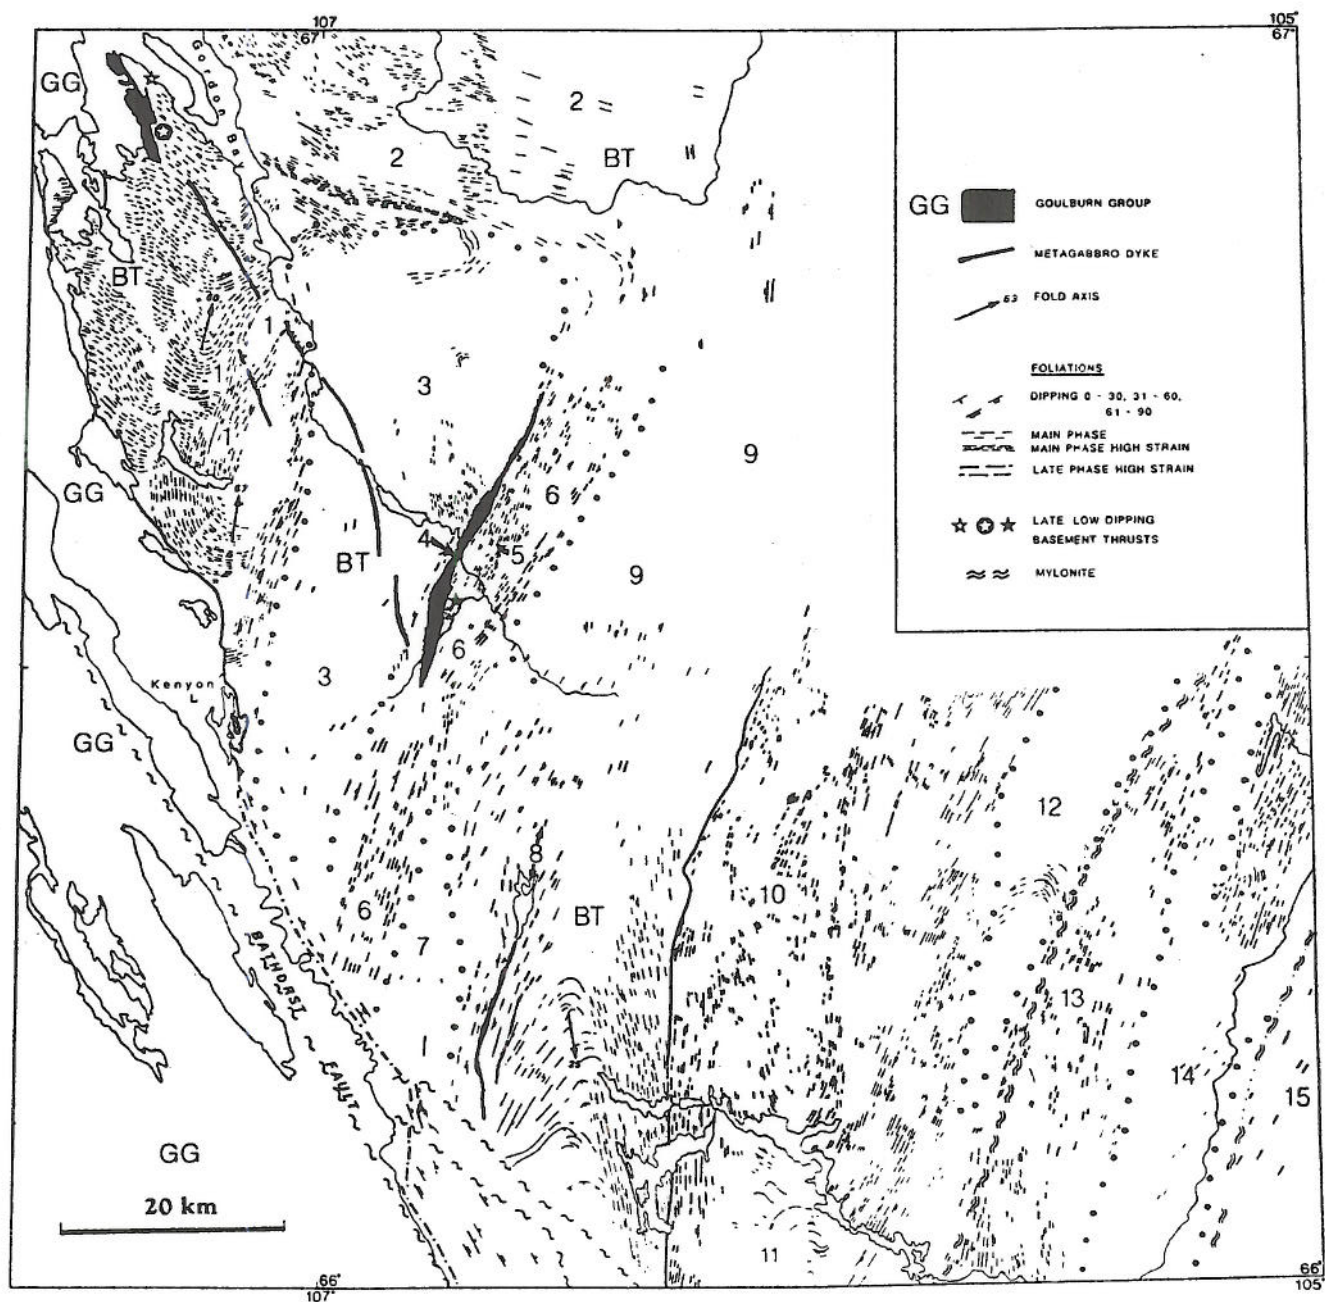 107
67
105°
67°
GG
Gordon Bay
2
2
BT
BT
20
1
1
1
3
GG
67
BT
4
5
6
9
9
6
3
Kenyon
L
GG
8
BT
10
12
6
7
13
14
15
25
BATHURST FAULT
GG
20 km
11
66°
107°
66°
105°
GG
GOULBURN GROUP
METAGABBRO DYKE
63
FOLD AXIS
FOLIATIONS
DIPPING 0 - 30, 31 - 60,
61 - 90
MAIN PHASE
MAIN PHASE HIGH STRAIN
LATE PHASE HIGH STRAIN
LATE LOW DIPPING
BASEMENT THRUSTS
MYLONITE